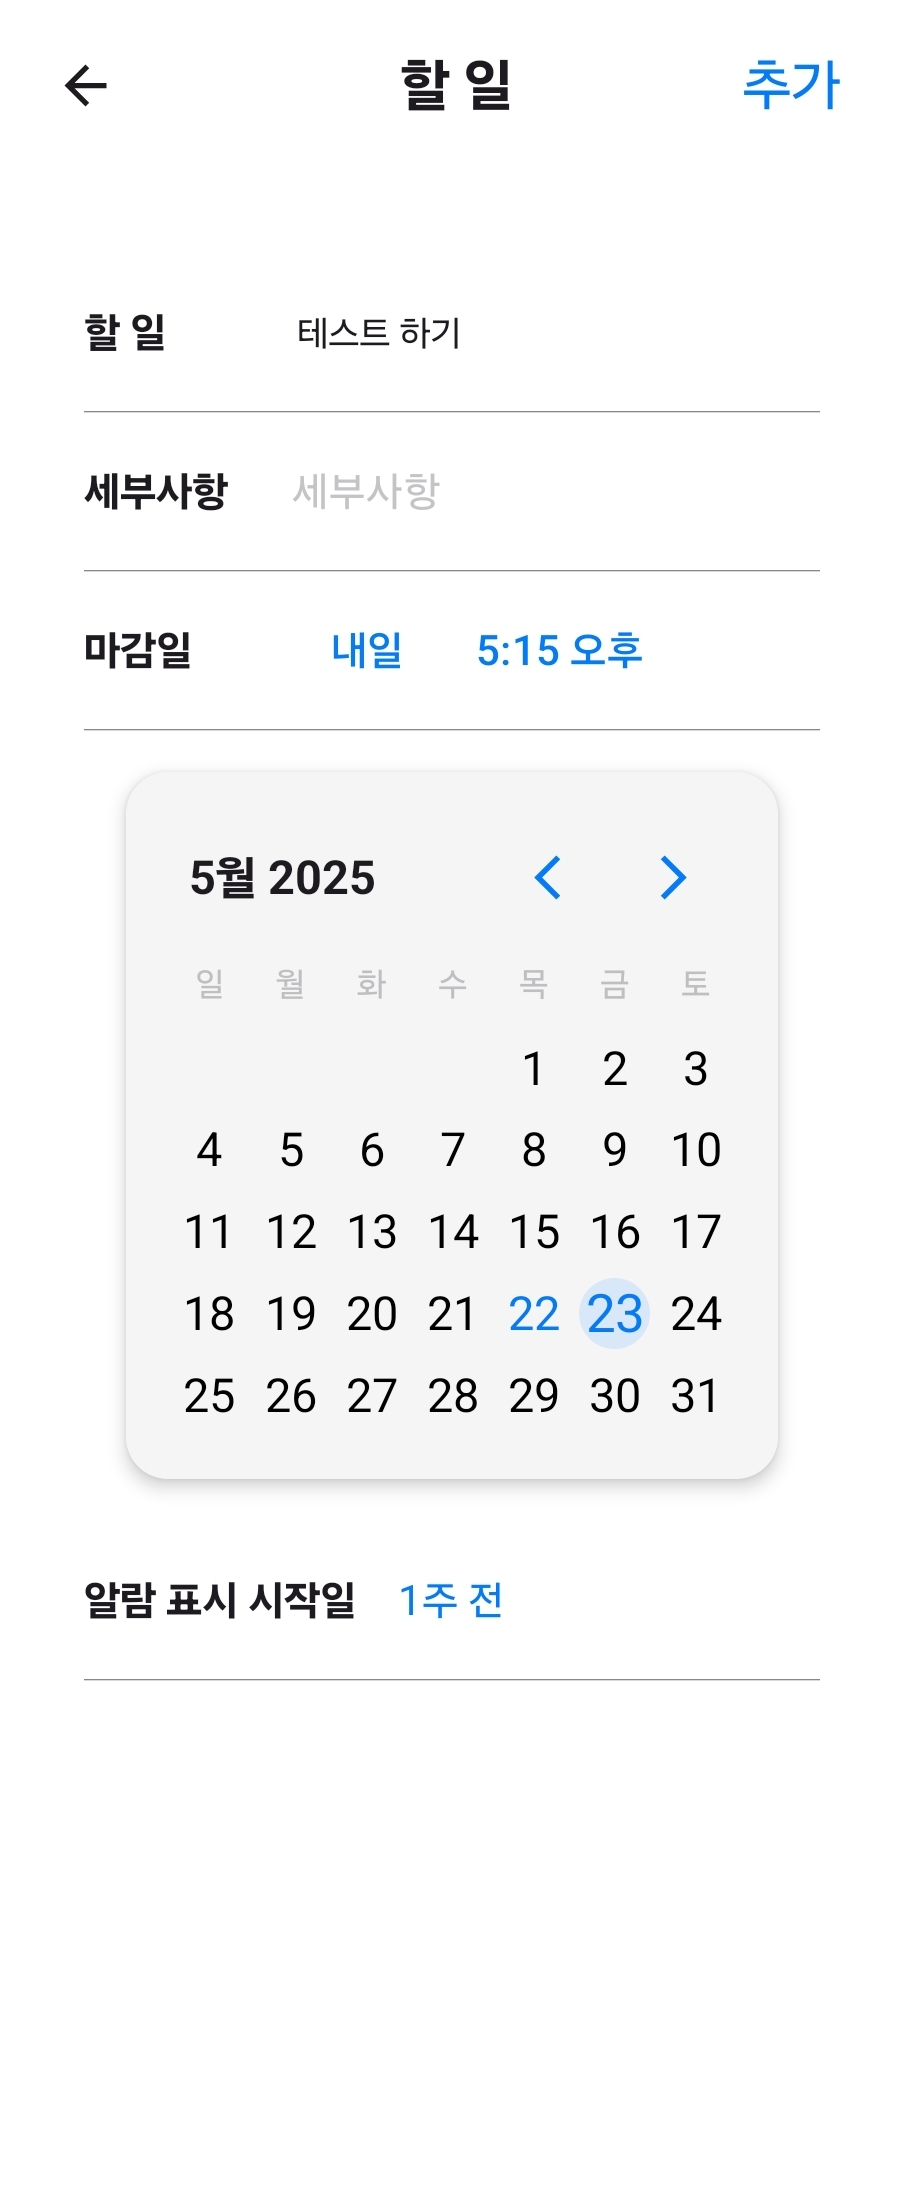 할 일 추가
할 일 테스트 하기
세부사항 세부사항
마감일 내일 5:15 오후
5월 2025
일 월 화 수 목 금 토
1 2 3
4 5 6 7 8 9 10
11 12 13 14 15 16 17
18 19 20 21 22 23 24
25 26 27 28 29 30 31
알람 표시 시작일 1주 전